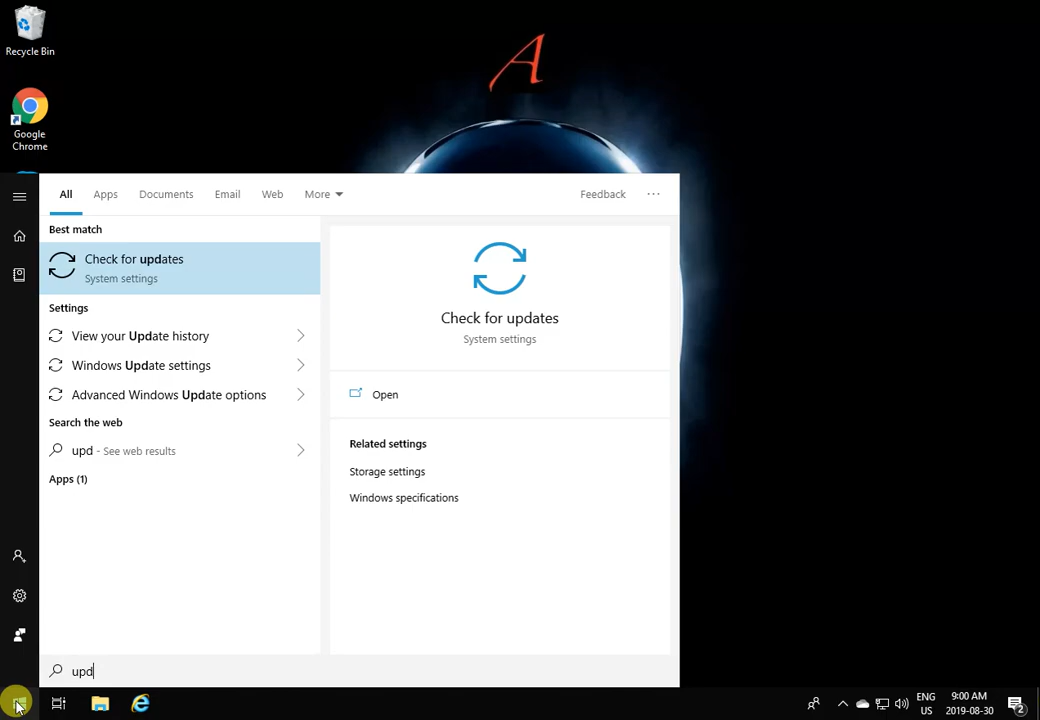 Recycle Bin
A
Google
Chrome
All Apps Documents Email Web More Feedback ...
Best match
Check for updates
System settings
Settings
View your Update history
Windows Update settings
Advanced Windows Update options
Search the web
upd - See web results
Apps (1)
Check for updates
System settings
Open
Related settings
Storage settings
Windows specifications
upd
ENG
US
9:00 AM
2019-08-30
2